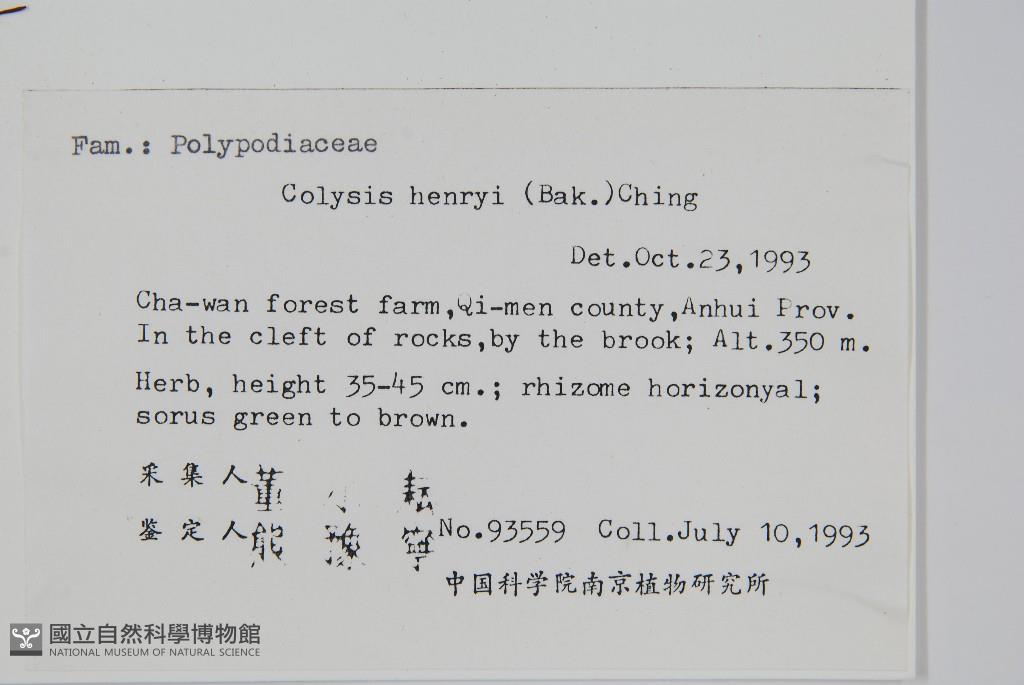 Fam.: Polypodiaceae
Colysis henryi (Bak.)Ching
Det.Oct.23,1993
Cha-wan forest farm,Qi-men county,Anhui Prov.
In the cleft of rocks,by the brook; Alt.350 m.
Herb, height 35-45 cm.; rhizome horizonyal;
sorus green to brown.
采集人
鉴定人 No.93559 Coll.July 10,1993
中国科学院南京植物研究所
國立自然科學博物館
NATIONAL MUSEUM OF NATURAL SCIENCE